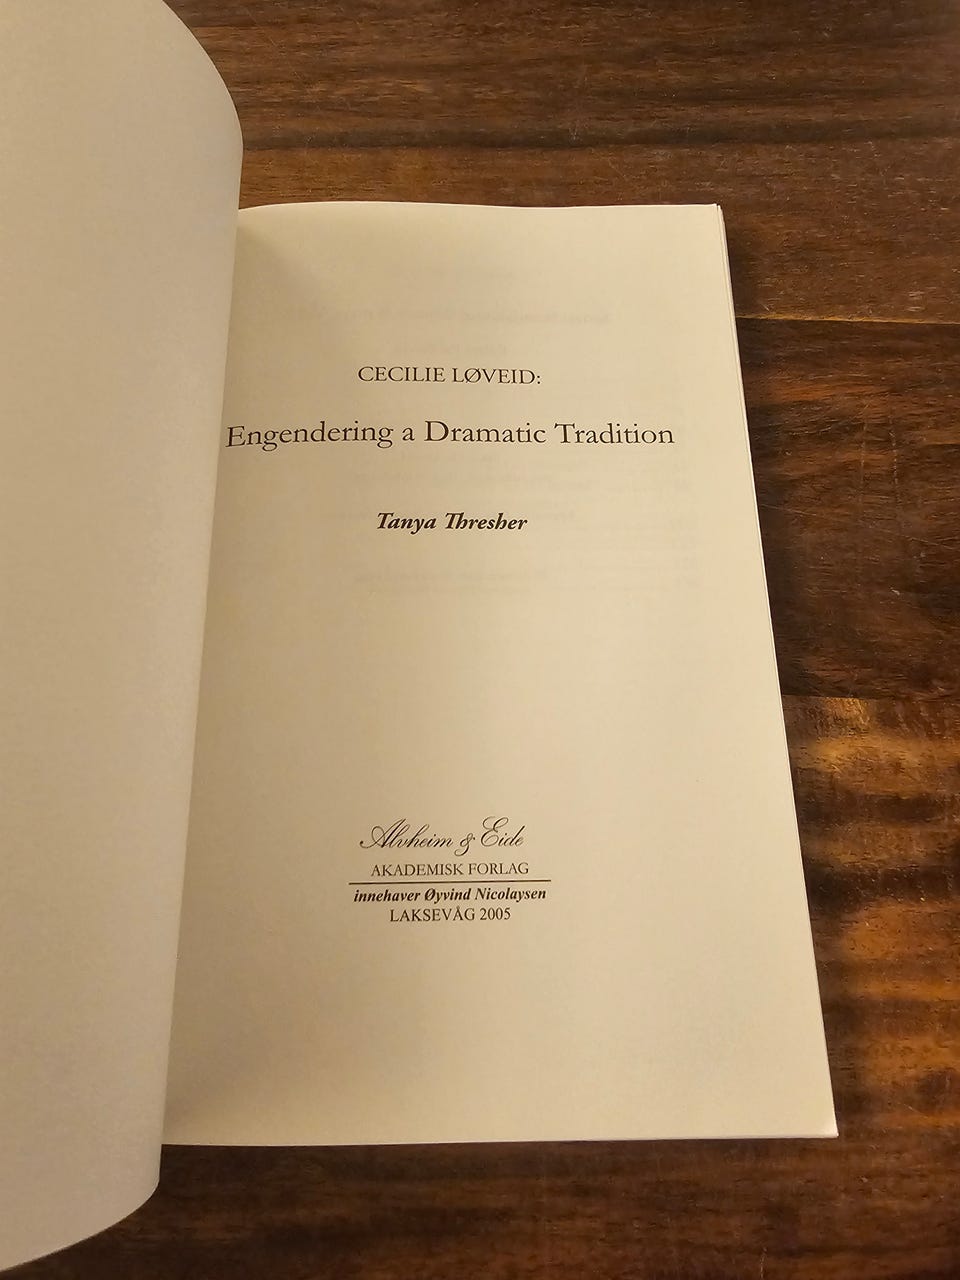 CECILIE LØVEID:
Engendering a Dramatic Tradition
Tanya Thresher
Alvheim & Eide
AKADEMISK FORLAG
innehaver Øyvind Nicolaysen
LAKSEVÅG 2005